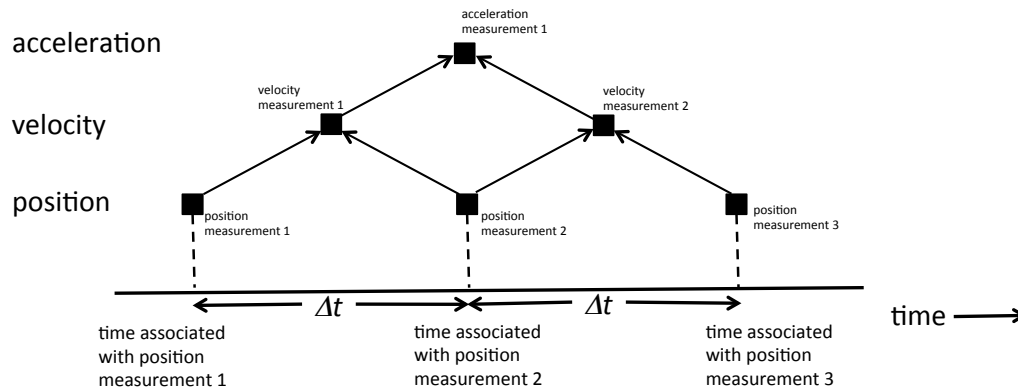 acceleration
acceleration
measurement 1
velocity
velocity
measurement 1
velocity
measurement 2
position
position
measurement 1
position
measurement 2
position
measurement 3
Δt
Δt
time
time associated
with position
measurement 1
time associated
with position
measurement 2
time associated
with position
measurement 3